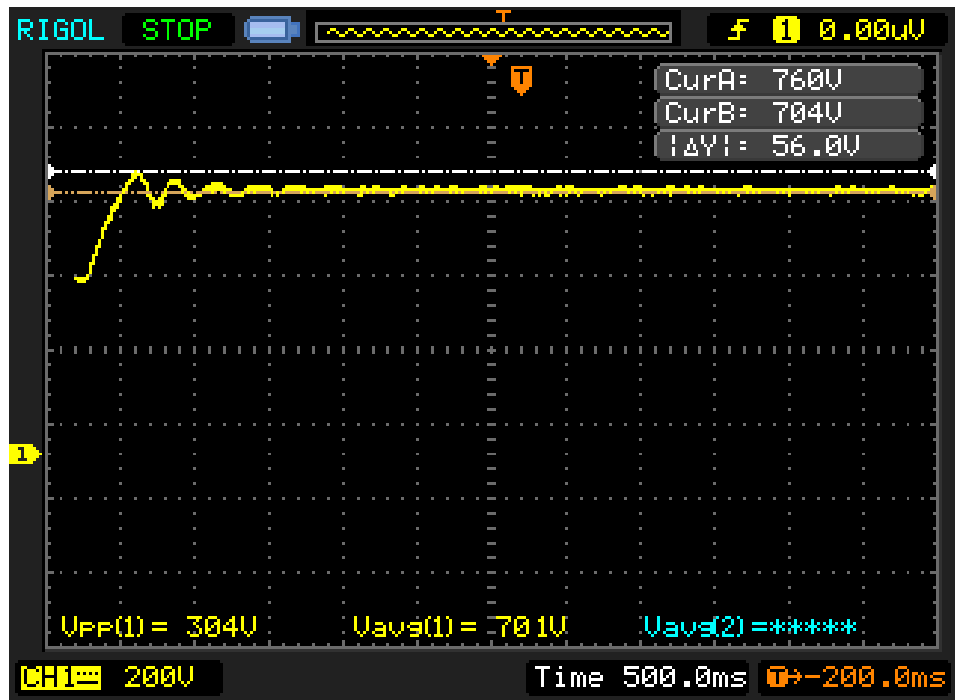 RIGOL STOP T 1 0.00uV
T
CurA: 760V
CurB: 704V
|ΔY|: 56.0V
1
Vpp(1)= 304V Vavg(1)= 701V Vavg(2)=*****
CH1 200V Time 500.0ms T→-200.0ms